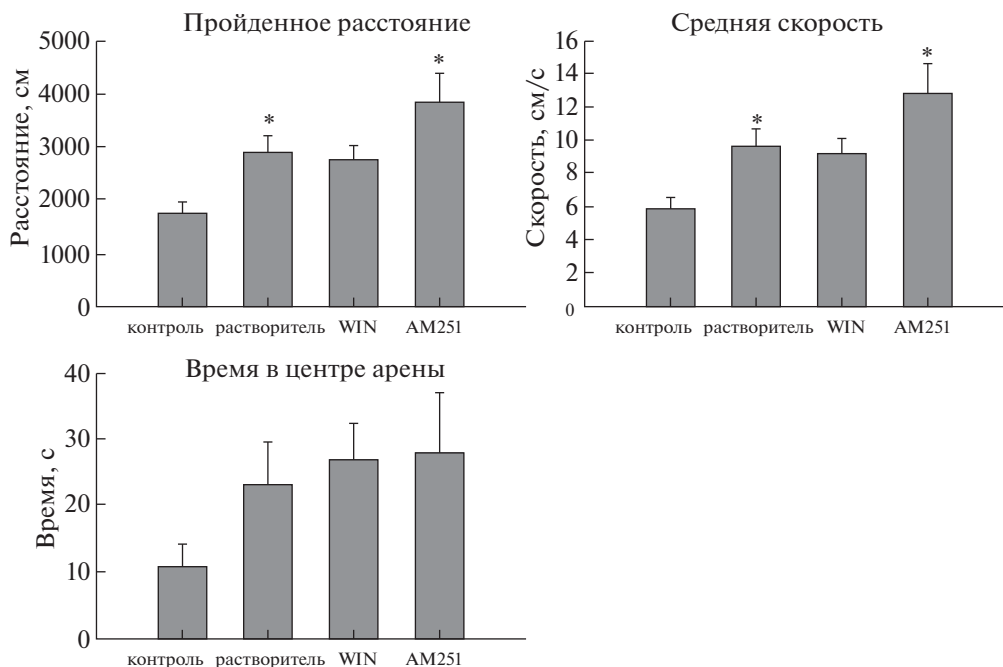 Пройденное расстояние
Расстояние, см
5000
4000
3000
2000
1000
0
*
*
контроль растворитель WIN AM251
Средняя скорость
Скорость, см/с
16
14
12
10
8
6
4
2
0
*
*
контроль растворитель WIN AM251
Время в центре арены
Время, с
40
30
20
10
0
контроль растворитель WIN AM251